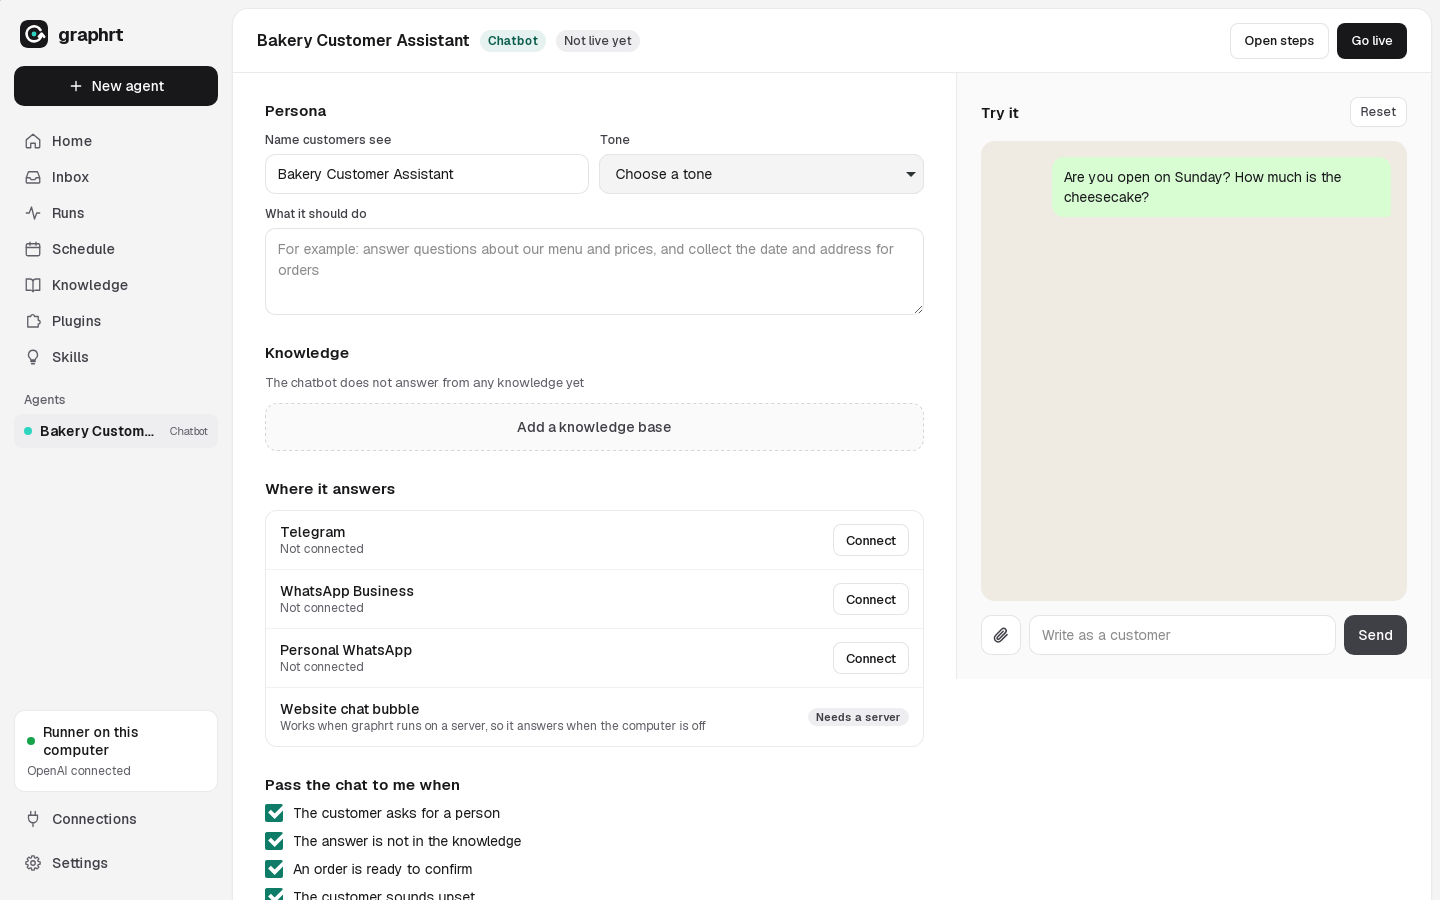 graphrt
New agent
Home
Inbox
Runs
Schedule
Knowledge
Plugins
Skills
Agents
Bakery Custom... Chatbot
Runner on this
computer
OpenAI connected
Connections
Settings
Bakery Customer Assistant Chatbot Not live yet
Open steps Go live
Persona
Name customers see Tone
Bakery Customer Assistant Choose a tone
What it should do
For example: answer questions about our menu and prices, and collect the date and address for
orders
Knowledge
The chatbot does not answer from any knowledge yet
Add a knowledge base
Where it answers
Telegram
Not connected
Connect
WhatsApp Business
Not connected
Connect
Personal WhatsApp
Not connected
Connect
Website chat bubble
Works when graphrt runs on a server, so it answers when the computer is off
Needs a server
Pass the chat to me when
The customer asks for a person
The answer is not in the knowledge
An order is ready to confirm
The customer sounds upset
Try it Reset
Are you open on Sunday? How much is the
cheesecake?
Write as a customer Send